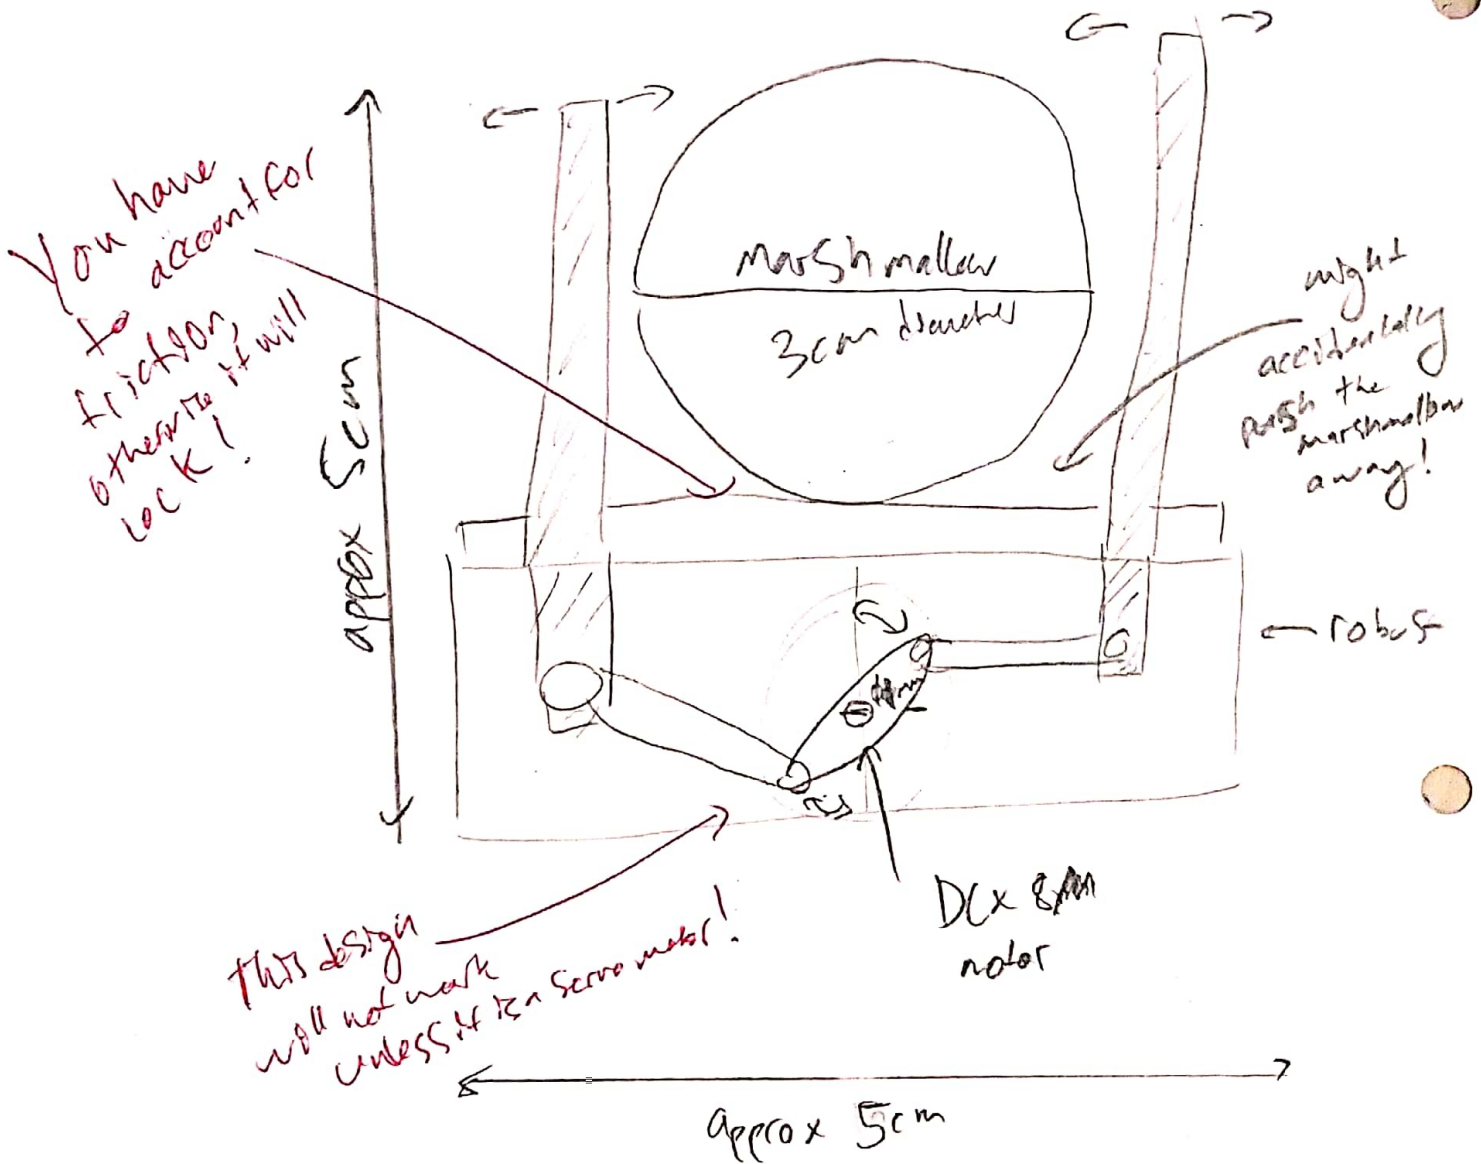 You have
to account for
friction,
otherwise it will
lock!
approx 5cm
marshmallow
3cm diameter
might
accidentally
push the
marshmallow
away!
← robot
DCX 8
motor
this design
will not work
unless it is a servo motor!
approx 5cm